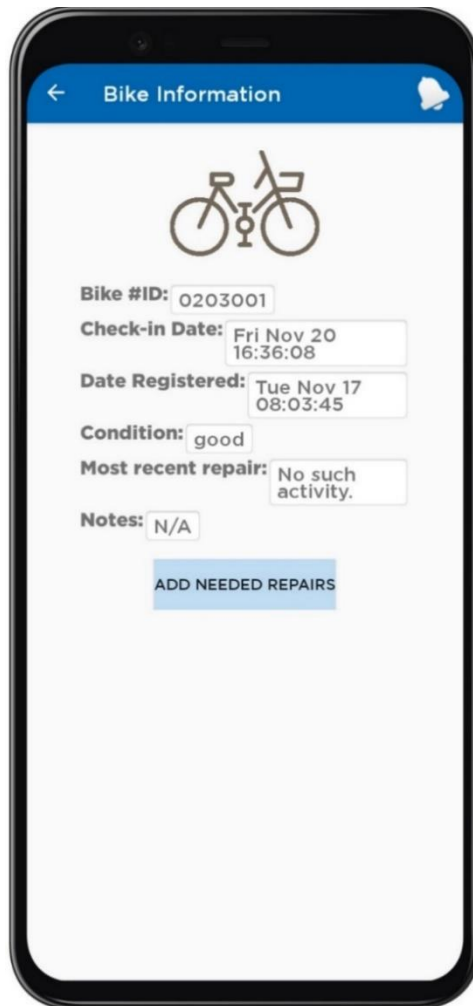 Bike Information
Bike #ID: 0203001
Check-in Date: Fri Nov 20
16:36:08
Date Registered: Tue Nov 17
08:03:45
Condition: good
Most recent repair: No such
activity.
Notes: N/A
ADD NEEDED REPAIRS